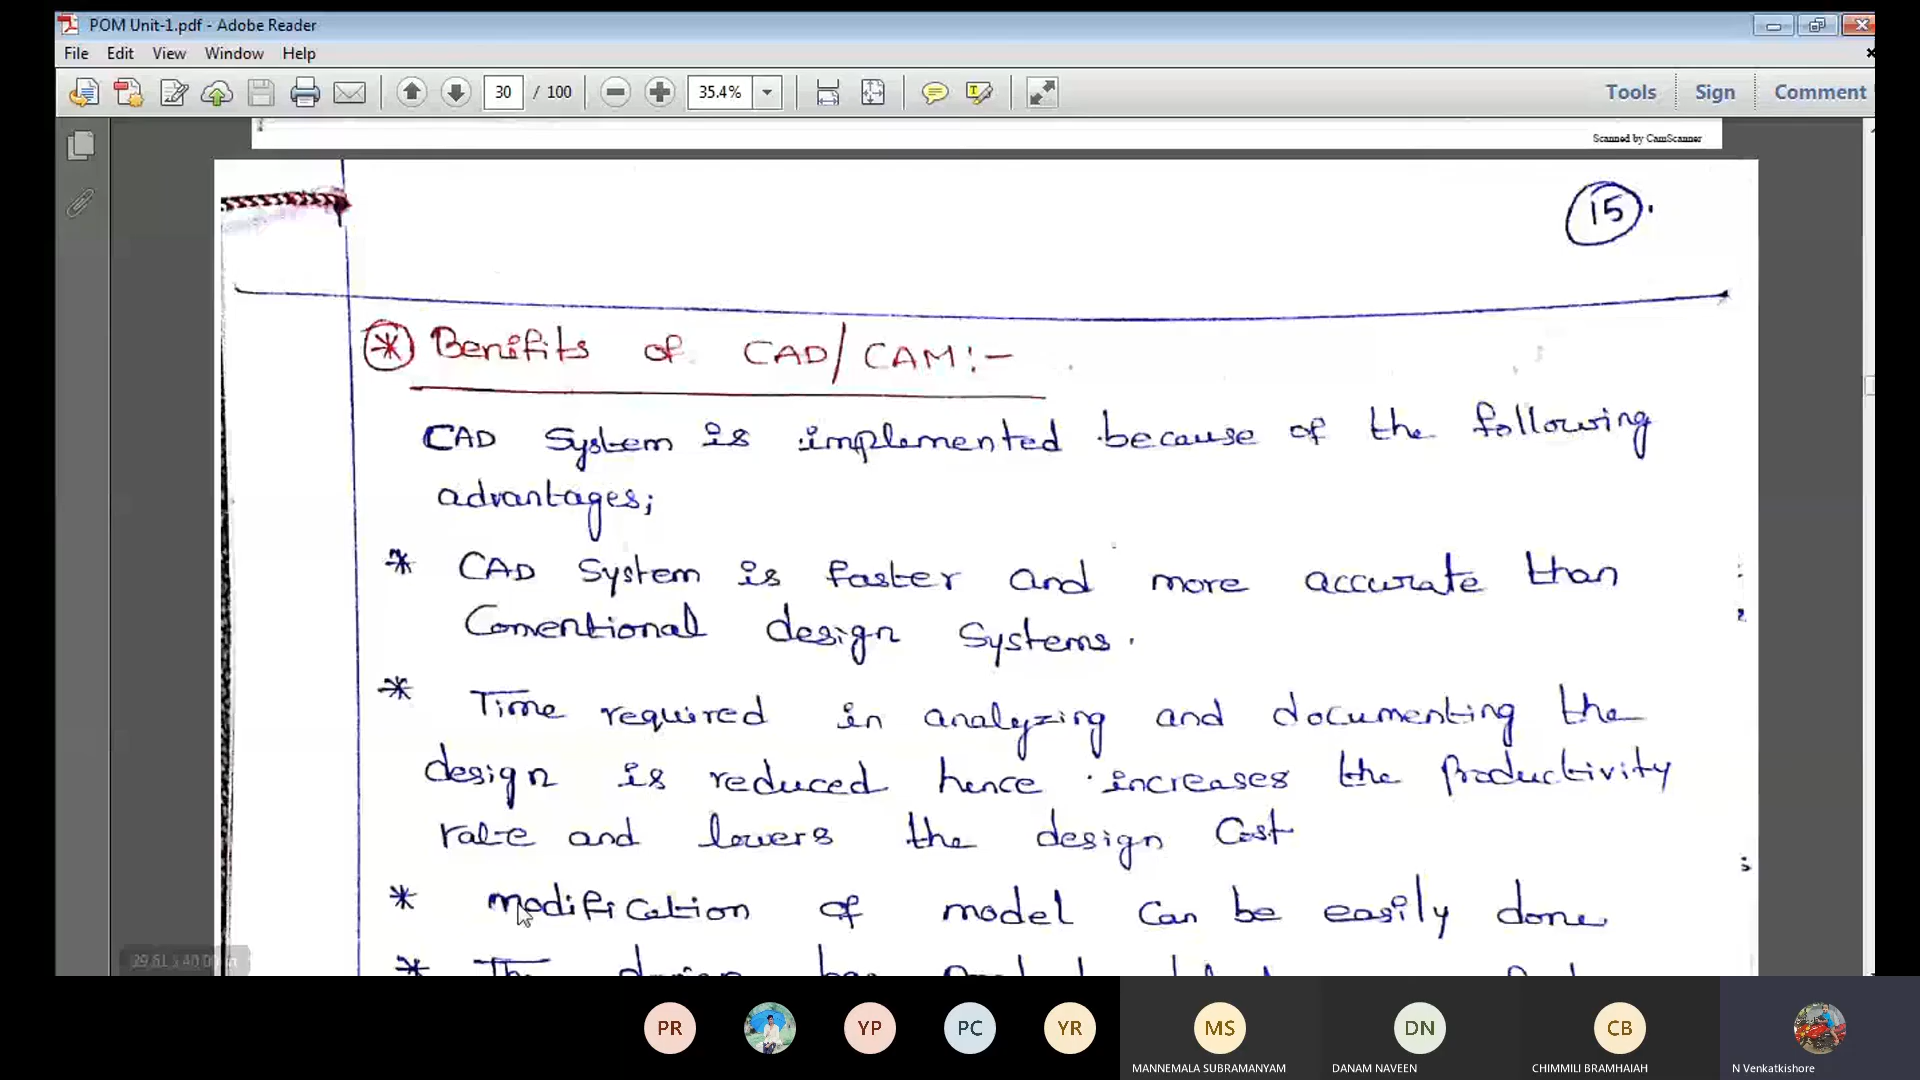 POM Unit-1.pdf - Adobe Reader
File Edit View Window Help
30 / 100 35.4% Tools Sign Comment
Scanned by CamScanner
15.
* Benifits of CAD/CAM:-
CAD System is implemented because of the following
advantages;
* CAD System is faster and more accurate than
Conventional design Systems.
* Time required in analyzing and documenting the
design is reduced hence increases the productivity
rate and lowers the design Cost
* modification of model Can be easily done
PR YP PC YR MS DN CB
MANNEMALA SUBRAMANYAM DANAM NAVEEN CHIMMILI BRAMHAIAH N Venkatkishore